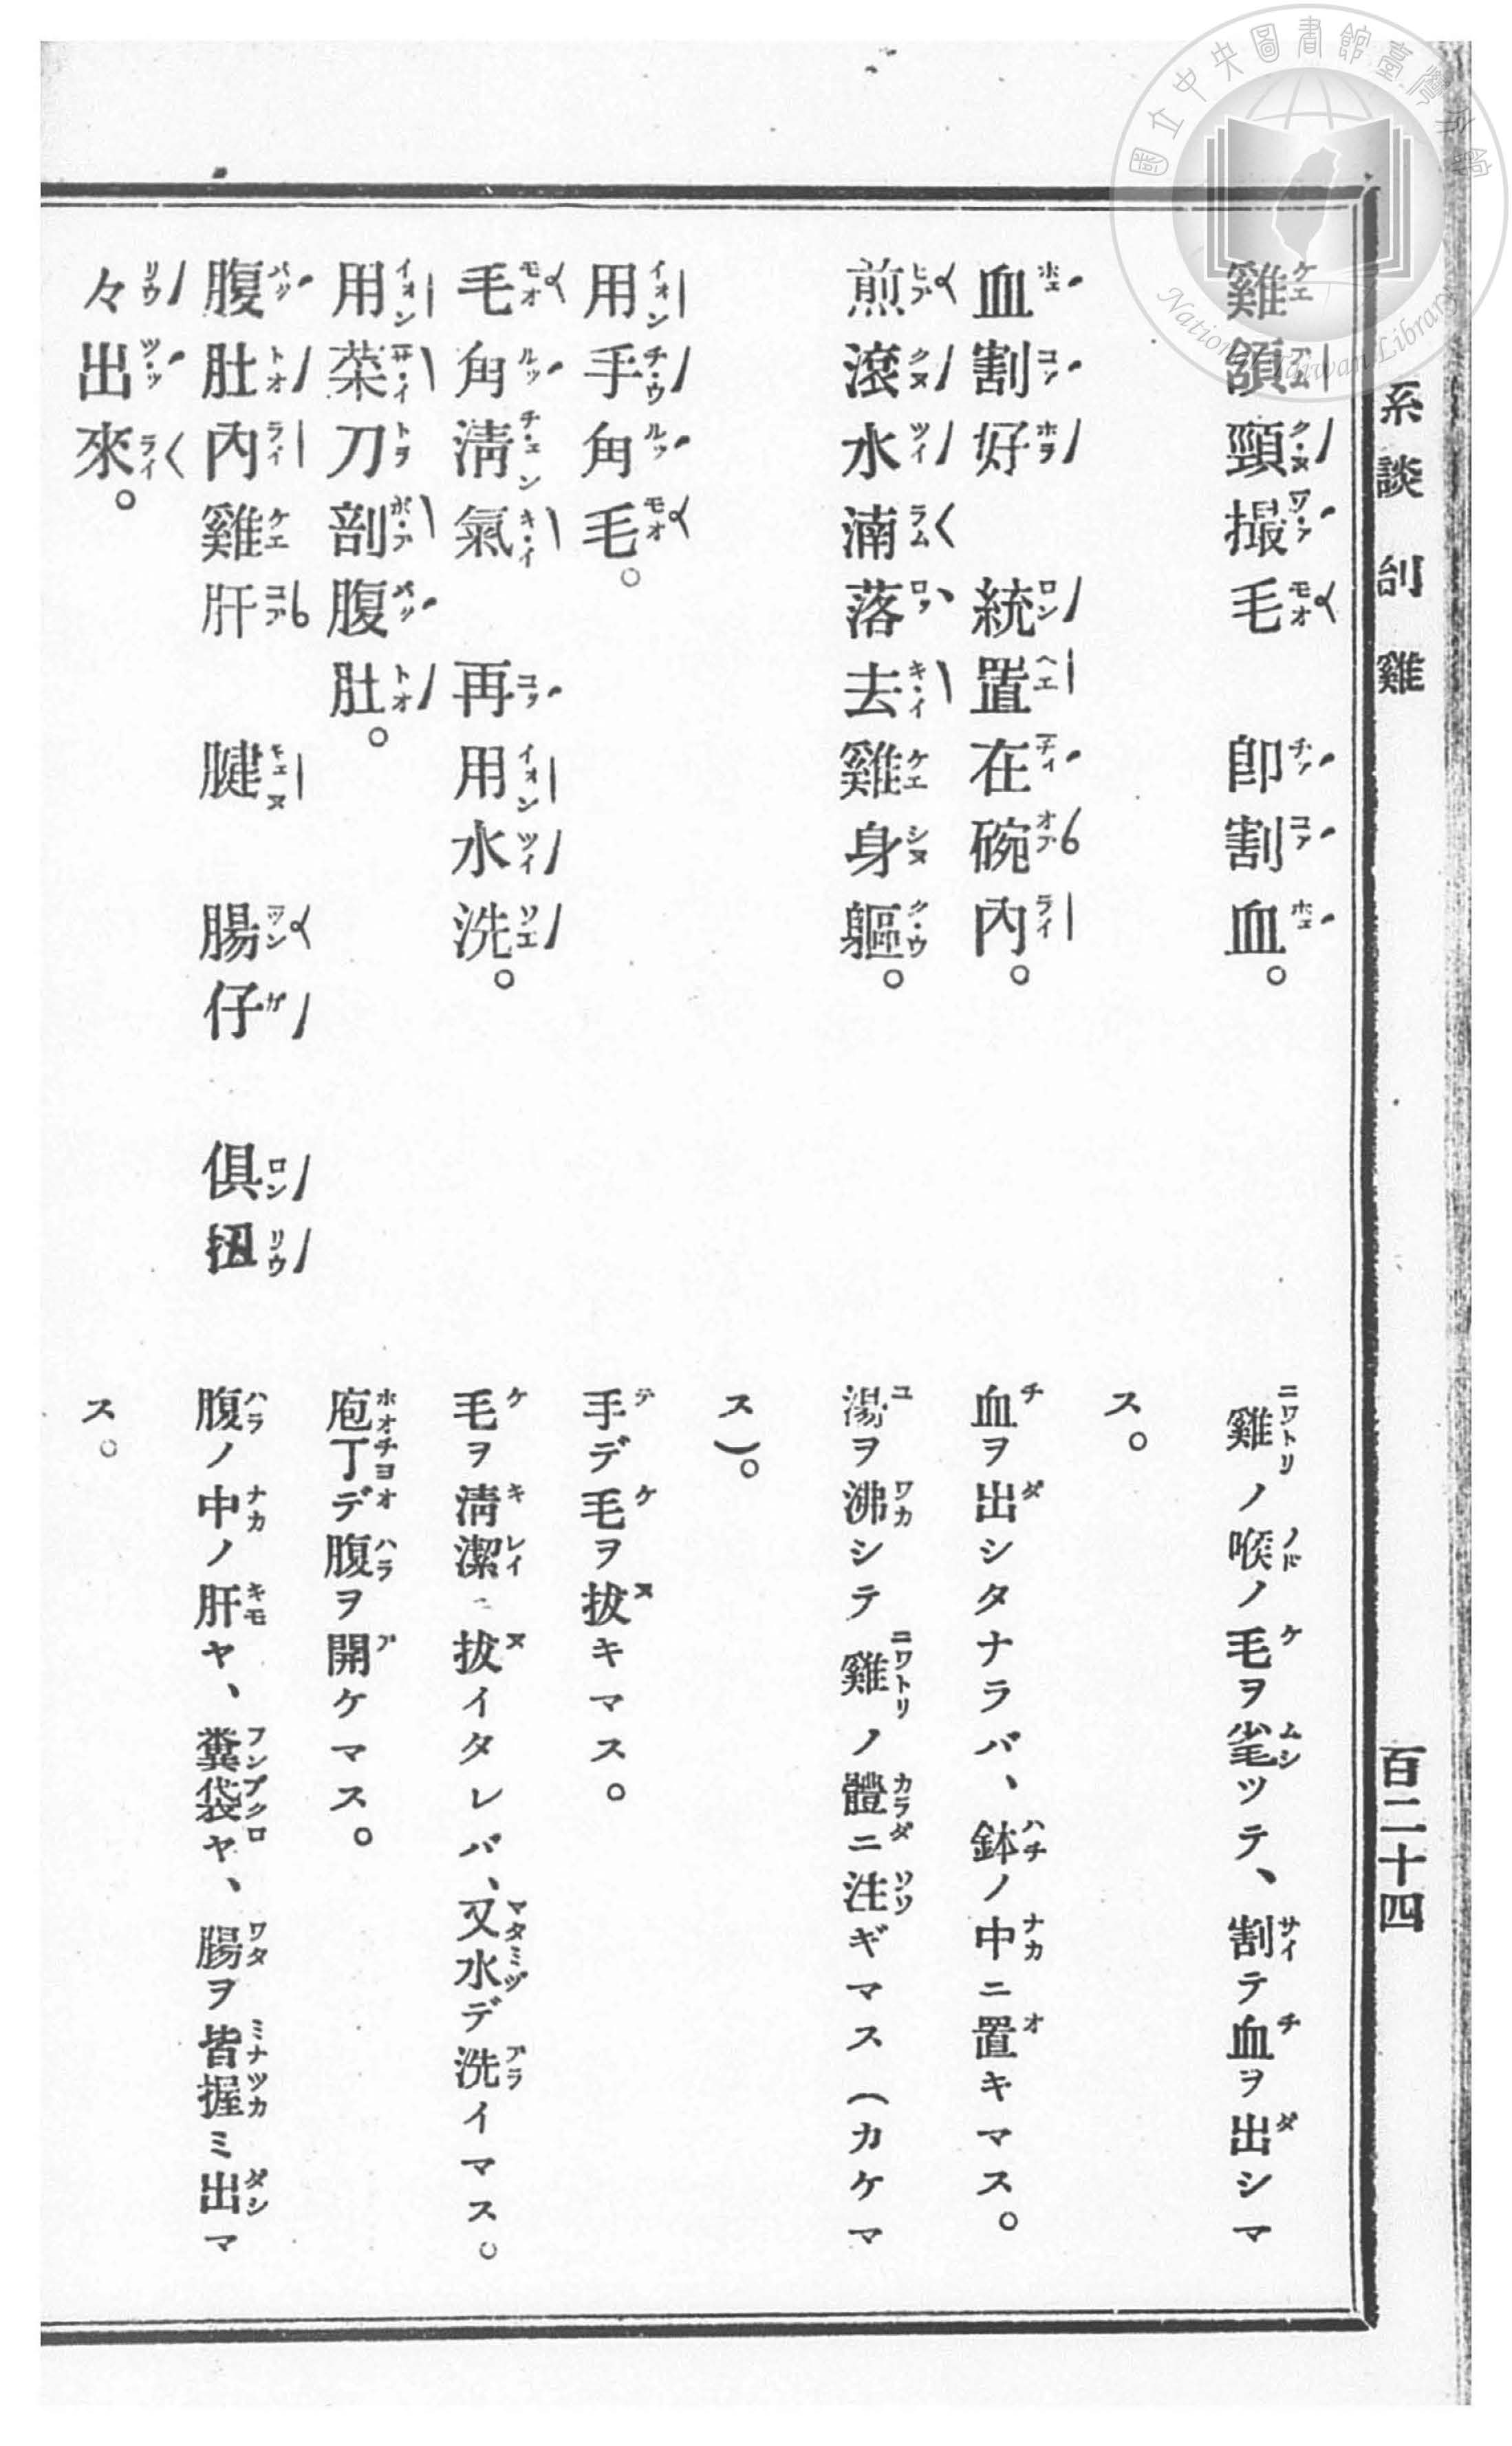 系談 刣雞
百二十四
雞頷頸撮毛 卽割血。
雞ノ喉ノ毛ヲ毟ツテ、割テ血ヲ出シマ
ス。
血割好 統置在碗內。
血ヲ出シタナラバ、鉢ノ中ニ置キマス。
煎滾水湳落去雞身軀。
湯ヲ沸シテ雞ノ體ニ注ギマス(カケマ
ス)。
用手角毛。
手デ毛ヲ拔キマス。
毛角淸氣 再用水洗。
毛ヲ淸潔ニ拔イタレバ、又水デ洗イマス。
用菜刀剖腹肚。
庖丁デ腹ヲ開ケマス。
腹肚內雞肝 腱 腸仔 俱扭
々出來。
腹ノ中ノ肝ヤ、糞袋ヤ、腸ヲ皆握ミ出マ
ス。
國立中央圖書館臺灣分館
National Taiwan Library